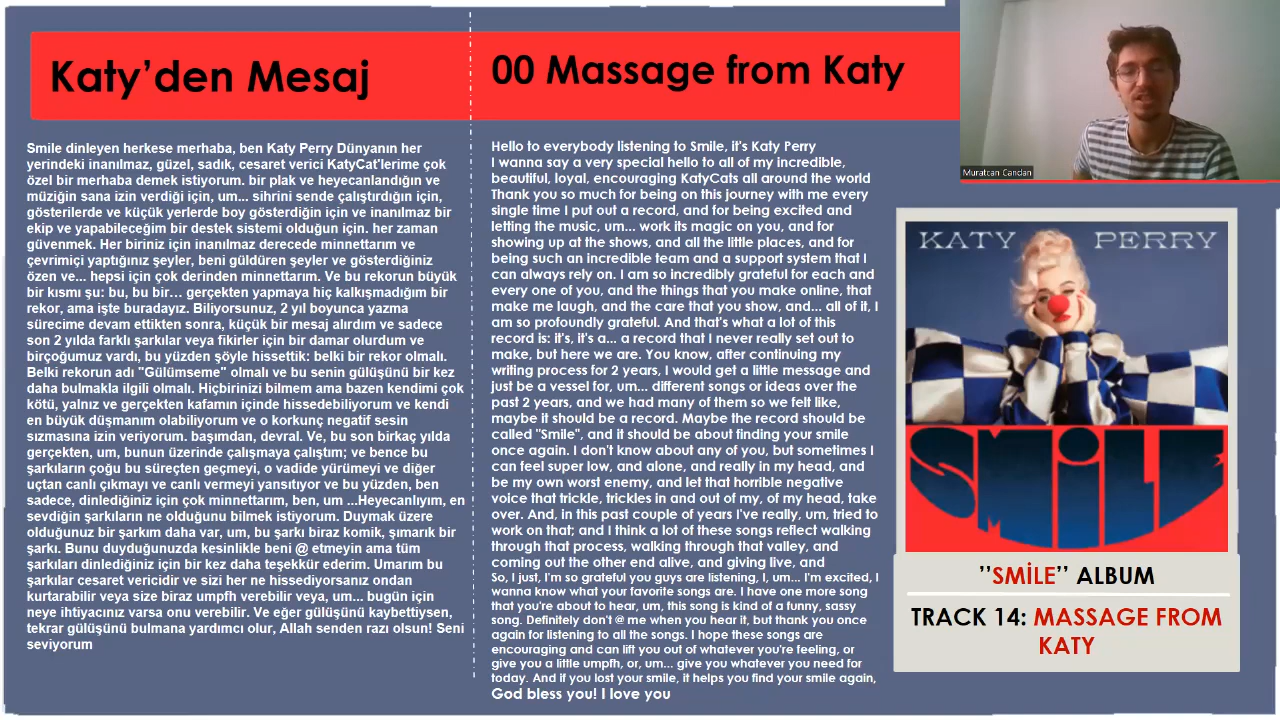 Katy’den Mesaj
Smile dinleyen herkese merhaba, ben Katy Perry Dünyanın her
yerindeki inanılmaz, güzel, sadık, cesaret verici KatyCat'lerime çok
özel bir merhaba demek istiyorum. bir plak ve heyecanlandığın ve
müziğin sana izin verdiği için, um... sihrini sende çalıştırdığın için,
gösterilerde ve küçük yerlerde boy gösterdiğin için ve inanılmaz bir
ekip ve yapabileceğim bir destek sistemi olduğun için. her zaman
güvenmek. Her biriniz için inanılmaz derecede minnettarım ve
çevrimiçi yaptığınız şeyler, beni güldüren şeyler ve gösterdiğiniz
özen ve... hepsi için çok derinden minnettarım. Ve bu rekorun büyük
bir kısmı şu: bu, bu bir… gerçekten yapmaya hiç kalkışmadığım bir
rekor, ama işte buradayız. Biliyorsunuz, 2 yıl boyunca yazma
sürecime devam ettikten sonra, küçük bir mesaj alırdım ve sadece
son 2 yılda farklı şarkılar veya fikirler için bir damar olurdum ve
birçoğumuz vardı, bu yüzden şöyle hissettik: belki bir rekor olmalı.
Belki rekorun adı "Gülümseme" olmalı ve bu senin gülüşünü bir kez
daha bulmakla ilgili olmalı. Hiçbirinizi bilmem ama bazen kendimi çok
kötü, yalnız ve gerçekten kafamın içinde hissedebiliyorum ve kendi
en büyük düşmanım olabiliyorum ve o korkunç negatif sesin
sızmasına izin veriyorum. başımdan, devral. Ve, bu son birkaç yılda
gerçekten, um, bunun üzerinde çalışmaya çalıştım; ve bence bu
şarkıların çoğu bu süreçten geçmeyi, o vadide yürümeyi ve diğer
uçtan canlı çıkmayı ve canlı vermeyi yansıtıyor ve bu yüzden, ben
sadece, dinlediğiniz için çok minnettarım, ben, um ...Heyecanlıyım, en
sevdiğin şarkıların ne olduğunu bilmek istiyorum. Duymak üzere
olduğunuz bir şarkım daha var, um, bu şarkı biraz komik, şımarık bir
şarkı. Bunu duyduğunuzda kesinlikle beni @ etmeyin ama tüm
şarkıları dinlediğiniz için bir kez daha teşekkür ederim. Umarım bu
şarkılar cesaret vericidir ve sizi her ne hissediyorsanız ondan
kurtarabilir veya size biraz umpfh verebilir veya, um... bugün için
neye ihtiyacınız varsa onu verebilir. Ve eğer gülüşünü kaybettiysen,
tekrar gülüşünü bulmana yardımcı olur, Allah senden razı olsun! Seni
seviyorum
00 Massage from Katy
Hello to everybody listening to Smile, it's Katy Perry
I wanna say a very special hello to all of my incredible,
beautiful, loyal, encouraging KatyCats all around the world
Thank you so much for being on this journey with me every
single time I put out a record, and for being excited and
letting the music, um... work its magic on you, and for
showing up at the shows, and all the little places, and for
being such an incredible team and a support system that I
can always rely on. I am so incredibly grateful for each and
every one of you, and the things that you make online, that
make me laugh, and the care that you show, and... all of it, I
am so profoundly grateful. And that's what a lot of this
record is: it's, it's a... a record that I never really set out to
make, but here we are. You know, after continuing my
writing process for 2 years, I would get a little message and
just be a vessel for, um... different songs or ideas over the
past 2 years, and we had many of them so we felt like,
maybe it should be a record. Maybe the record should be
called "Smile", and it should be about finding your smile
once again. I don't know about any of you, but sometimes I
can feel super low, and alone, and really in my head, and
be my own worst enemy, and let that horrible negative
voice that trickle, trickles in and out of my, of my head, take
over. And, in this past couple of years I've really, um, tried to
work on that; and I think a lot of these songs reflect walking
through that process, walking through that valley, and
coming out the other end alive, and giving live, and
So, I just, I'm so grateful you guys are listening, I, um... I'm excited, I
wanna know what your favorite songs are. I have one more song
that you're about to hear, um, this song is kind of a funny, sassy
song. Definitely don't @ me when you hear it, but thank you once
again for listening to all the songs. I hope these songs are
encouraging and can lift you out of whatever you're feeling, or
give you a little umpfh, or, um... give you whatever you need for
today. And if you lost your smile, it helps you find your smile again,
God bless you! I love you
Muratcan Candan
KATY PERRY
SMiLE
’’SMİLE’’ ALBUM
TRACK 14: MASSAGE FROM
KATY